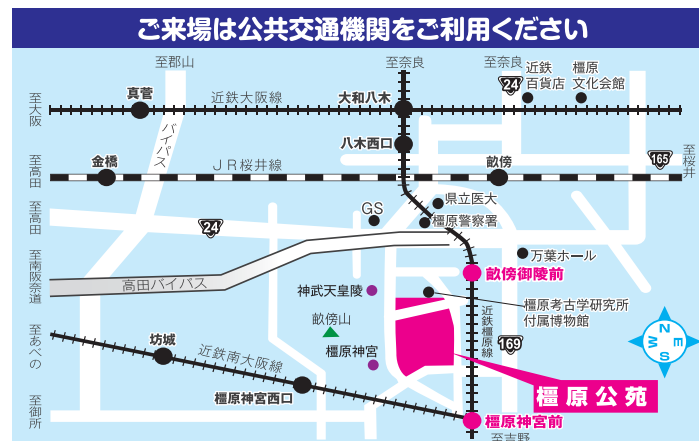 ご来場は公共交通機関をご利用ください
至郡山
至奈良
至奈良
24
近鉄
百貨店
橿原
文化会館
真菅
近鉄大阪線
大和八木
至大阪
バイパス
八木西口
至桜井
165
金橋
JR桜井線
畝傍
至高田
県立医大
GS
橿原警察署
至高田
24
万葉ホール
至南阪奈道
高田バイパス
畝傍御陵前
神武天皇陵
橿原考古学研究所
付属博物館
畝傍山
近鉄橿原線
169
N
E
S
W
至あべの
坊城
近鉄南大阪線
橿原神宮
橿原公苑
橿原神宮西口
至御所
橿原神宮前
至吉野